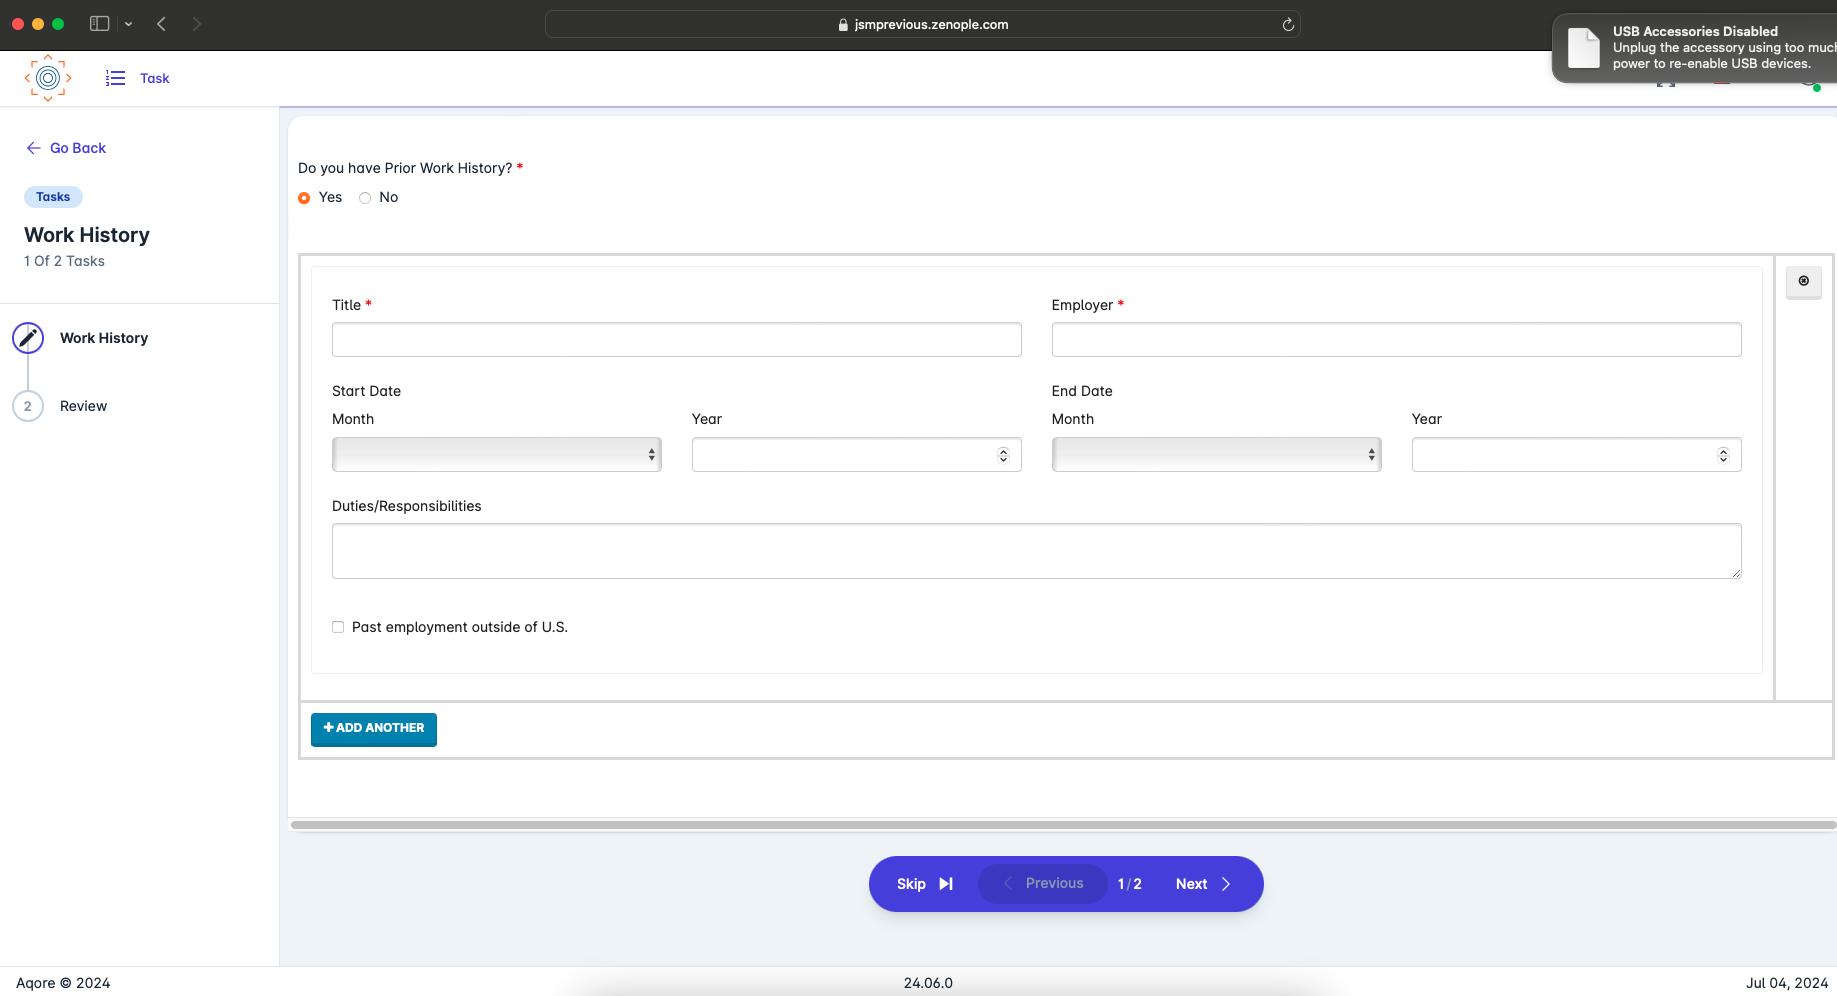 jsmprevious.zenople.com
USB Accessories Disabled
Unplug the accessory using too much
power to re-enable USB devices.
Task
Go Back
Tasks
Work History
1 Of 2 Tasks
Work History
2 Review
Do you have Prior Work History? *
Yes No
Title * Employer *
Start Date End Date
Month Year Month Year
Duties/Responsibilities
Past employment outside of U.S.
+ ADD ANOTHER
Skip Previous 1 / 2 Next
Aqore © 2024 24.06.0 Jul 04, 2024